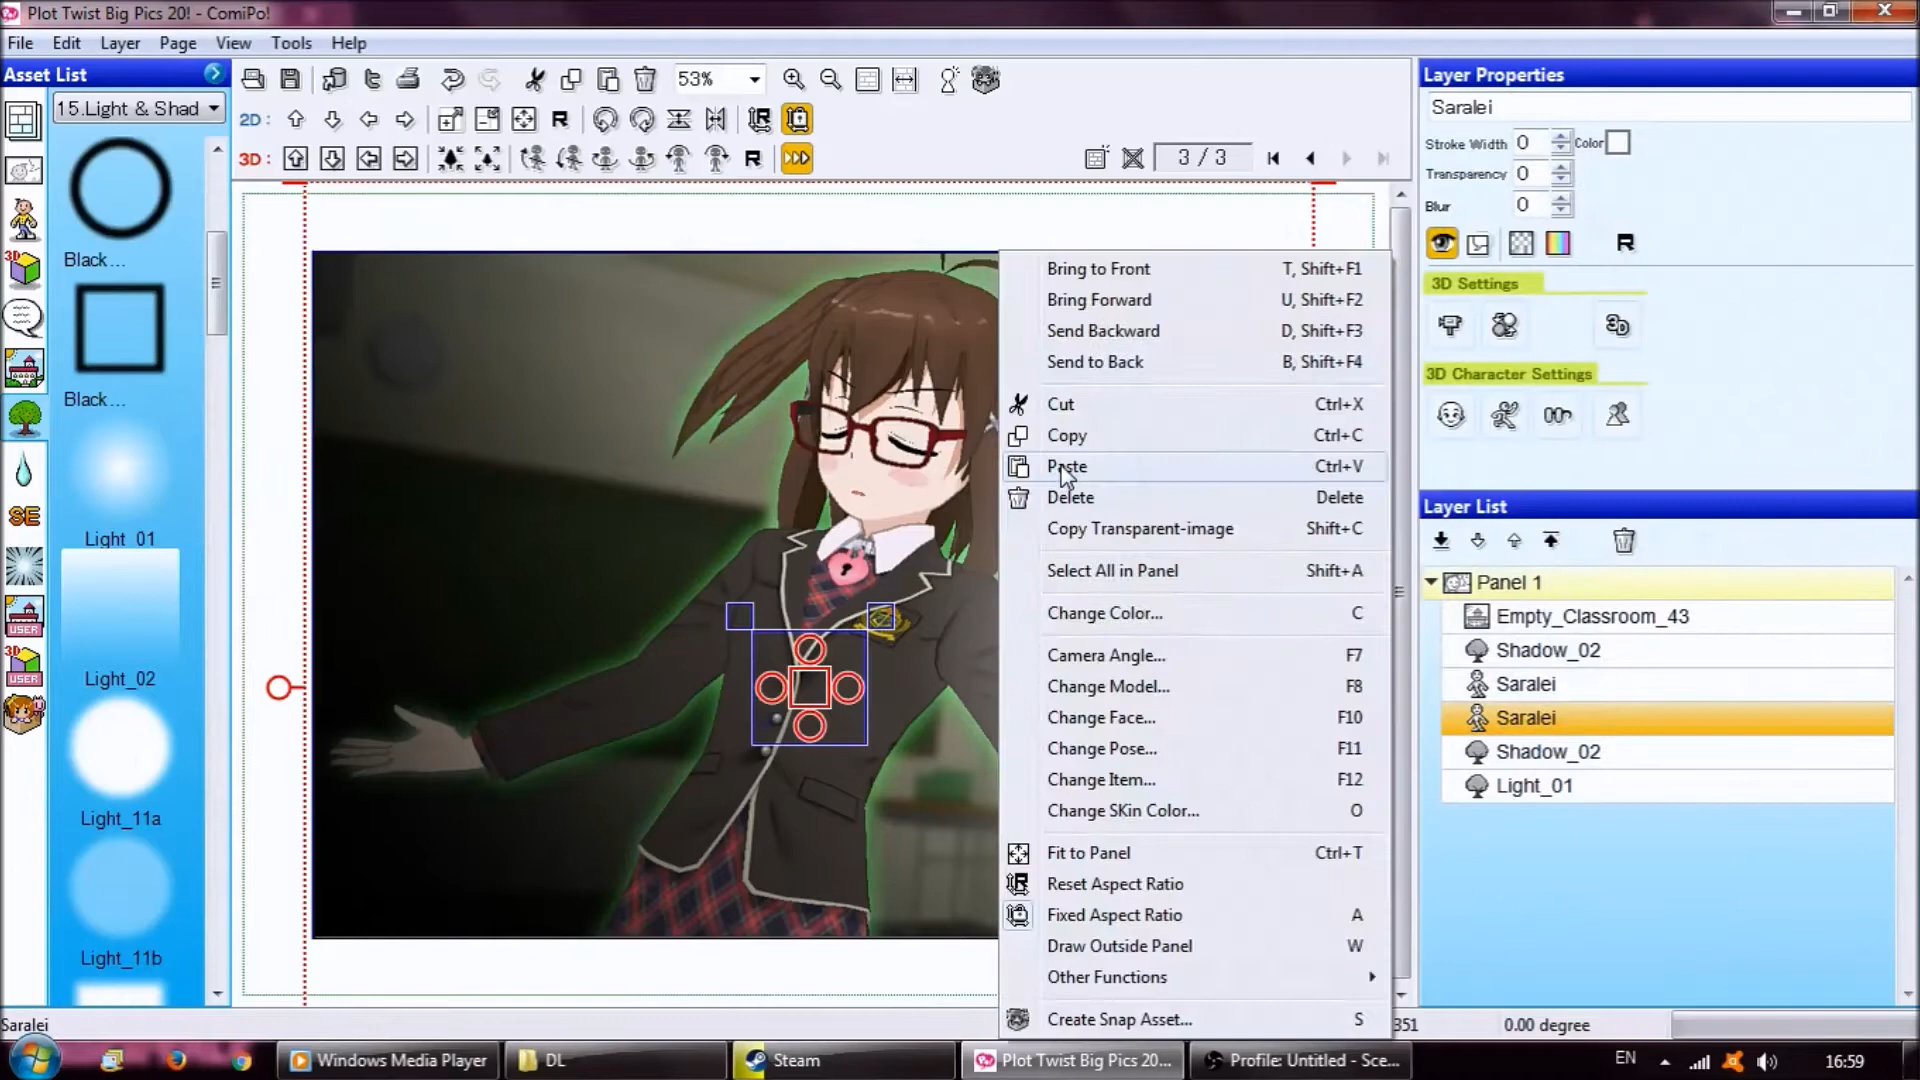 Plot Twist Big Pics 20! - ComiPo!
File Edit Layer Page View Tools Help
Asset List
15.Light & Shad
Black...
Black...
Light_01
Light_02
Light_11a
Light_11b
53%
2D:
R
3D:
R
3 / 3
Bring to Front T, Shift+F1
Bring Forward U, Shift+F2
Send Backward D, Shift+F3
Send to Back B, Shift+F4
Cut Ctrl+X
Copy Ctrl+C
Paste Ctrl+V
Delete Delete
Copy Transparent-image Shift+C
Select All in Panel Shift+A
Change Color... C
Camera Angle... F7
Change Model... F8
Change Face... F10
Change Pose... F11
Change Item... F12
Change SKin Color... O
Fit to Panel Ctrl+T
Reset Aspect Ratio
Fixed Aspect Ratio A
Draw Outside Panel W
Other Functions
Create Snap Asset... S
Layer Properties
Saralei
Stroke Width 0 Color
Transparency 0
Blur 0
R
3D Settings
3D
3D Character Settings
Layer List
Panel 1
Empty_Classroom_43
Shadow_02
Saralei
Saralei
Shadow_02
Light_01
3D
SE
USER
3D
USER
Saralei
351 0.00 degree
Windows Media Player DL Steam Plot Twist Big Pics 20... Profile: Untitled - Sce... EN 16:59